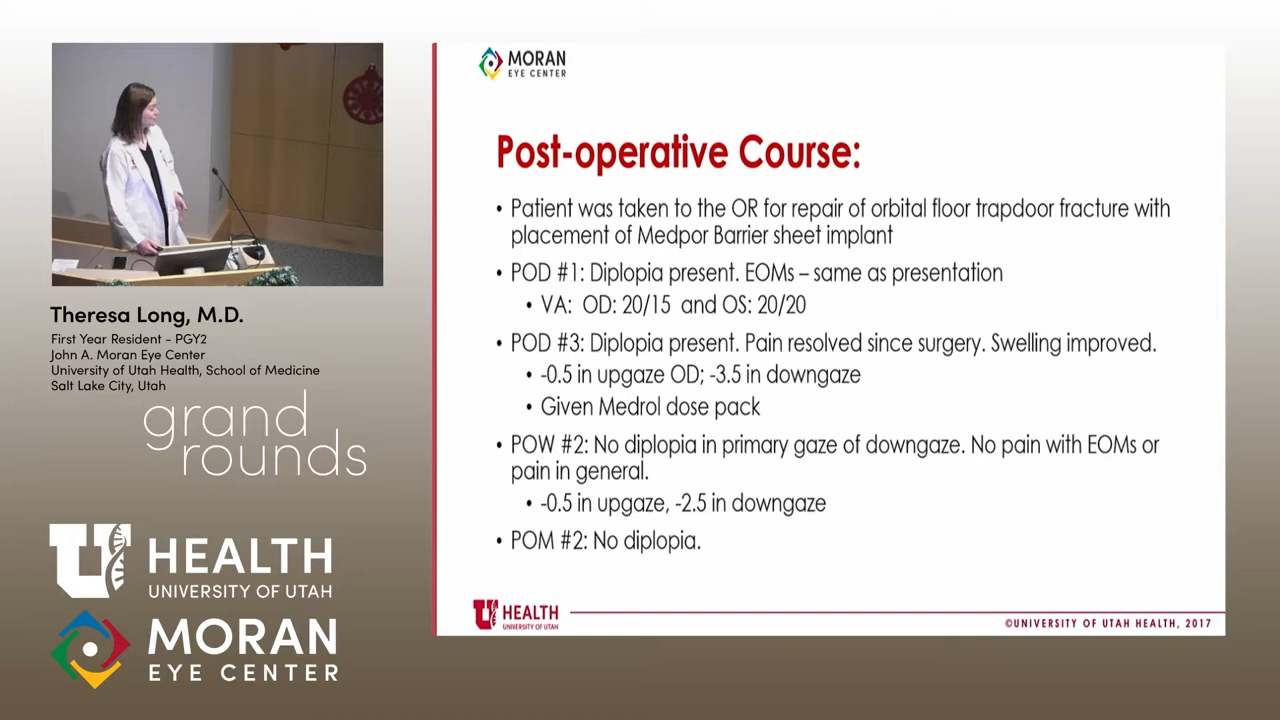 Theresa Long, M.D.
First Year Resident - PGY2
John A. Moran Eye Center
University of Utah Health, School of Medicine
Salt Lake City, Utah
grand
rounds
U HEALTH
UNIVERSITY OF UTAH
MORAN
EYE CENTER
MORAN
EYE CENTER
Post-operative Course:
• Patient was taken to the OR for repair of orbital floor trapdoor fracture with
placement of Medpor Barrier sheet implant
• POD #1: Diplopia present. EOMs – same as presentation
• VA: OD: 20/15 and OS: 20/20
• POD #3: Diplopia present. Pain resolved since surgery. Swelling improved.
• -0.5 in upgaze OD; -3.5 in downgaze
• Given Medrol dose pack
• POW #2: No diplopia in primary gaze of downgaze. No pain with EOMs or
pain in general.
• -0.5 in upgaze, -2.5 in downgaze
• POM #2: No diplopia.
U HEALTH
UNIVERSITY OF UTAH
©UNIVERSITY OF UTAH HEALTH, 2017